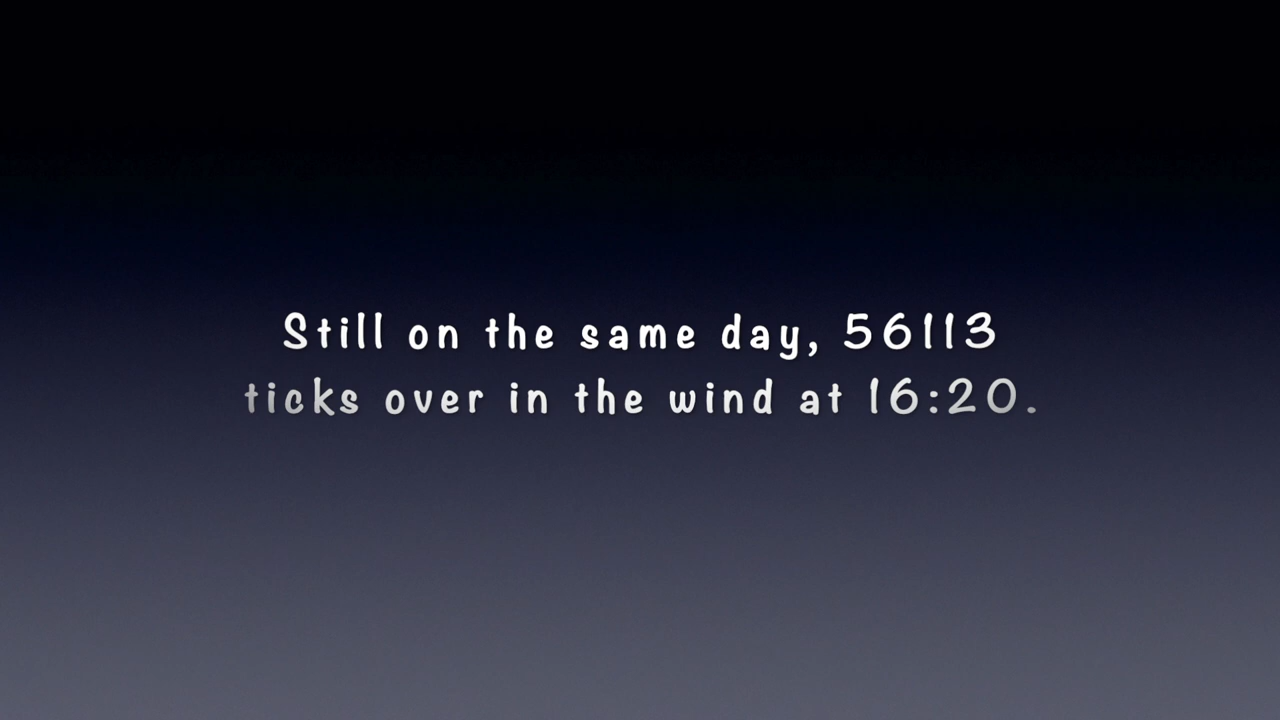 Still on the same day, 56113
ticks over in the wind at 16:20.